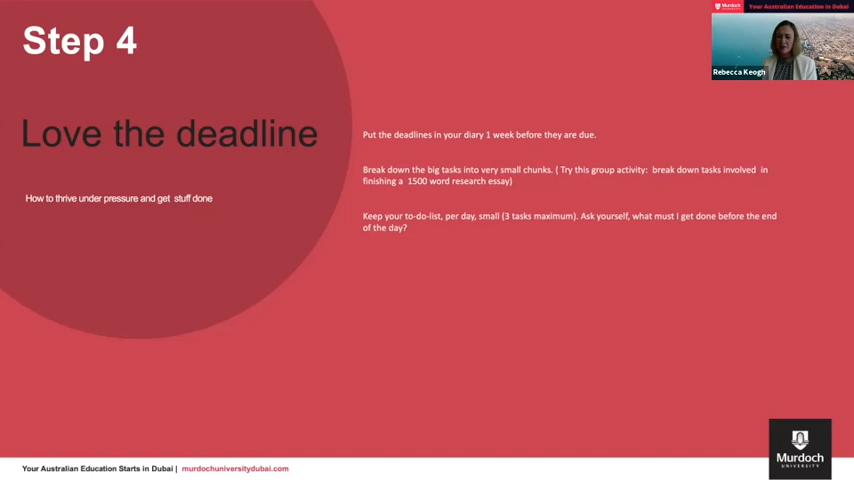 Step 4
Love the deadline
How to thrive under pressure and get stuff done
Put the deadlines in your diary 1 week before they are due.
Break down the big tasks into very small chunks. ( Try this group activity: break down tasks involved in
finishing a 1500 word research essay)
Keep your to-do-list, per day, small (3 tasks maximum). Ask yourself, what must I get done before the end
of the day?
Murdoch
Your Australian Education in Dubai
Rebecca Keogh
Murdoch
UNIVERSITY
Your Australian Education Starts in Dubai | murdochuniversitydubai.com